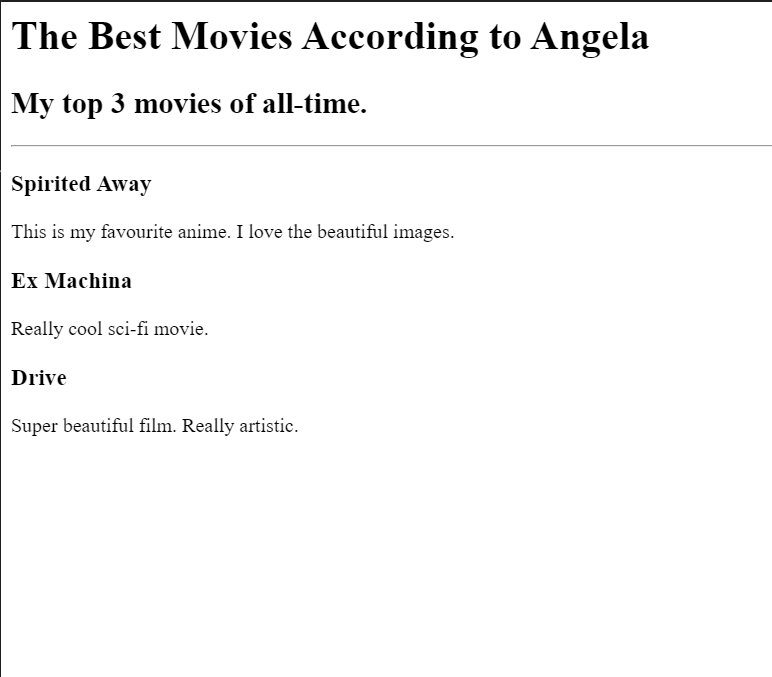 The Best Movies According to Angela
My top 3 movies of all-time.
Spirited Away
This is my favourite anime. I love the beautiful images.
Ex Machina
Really cool sci-fi movie.
Drive
Super beautiful film. Really artistic.